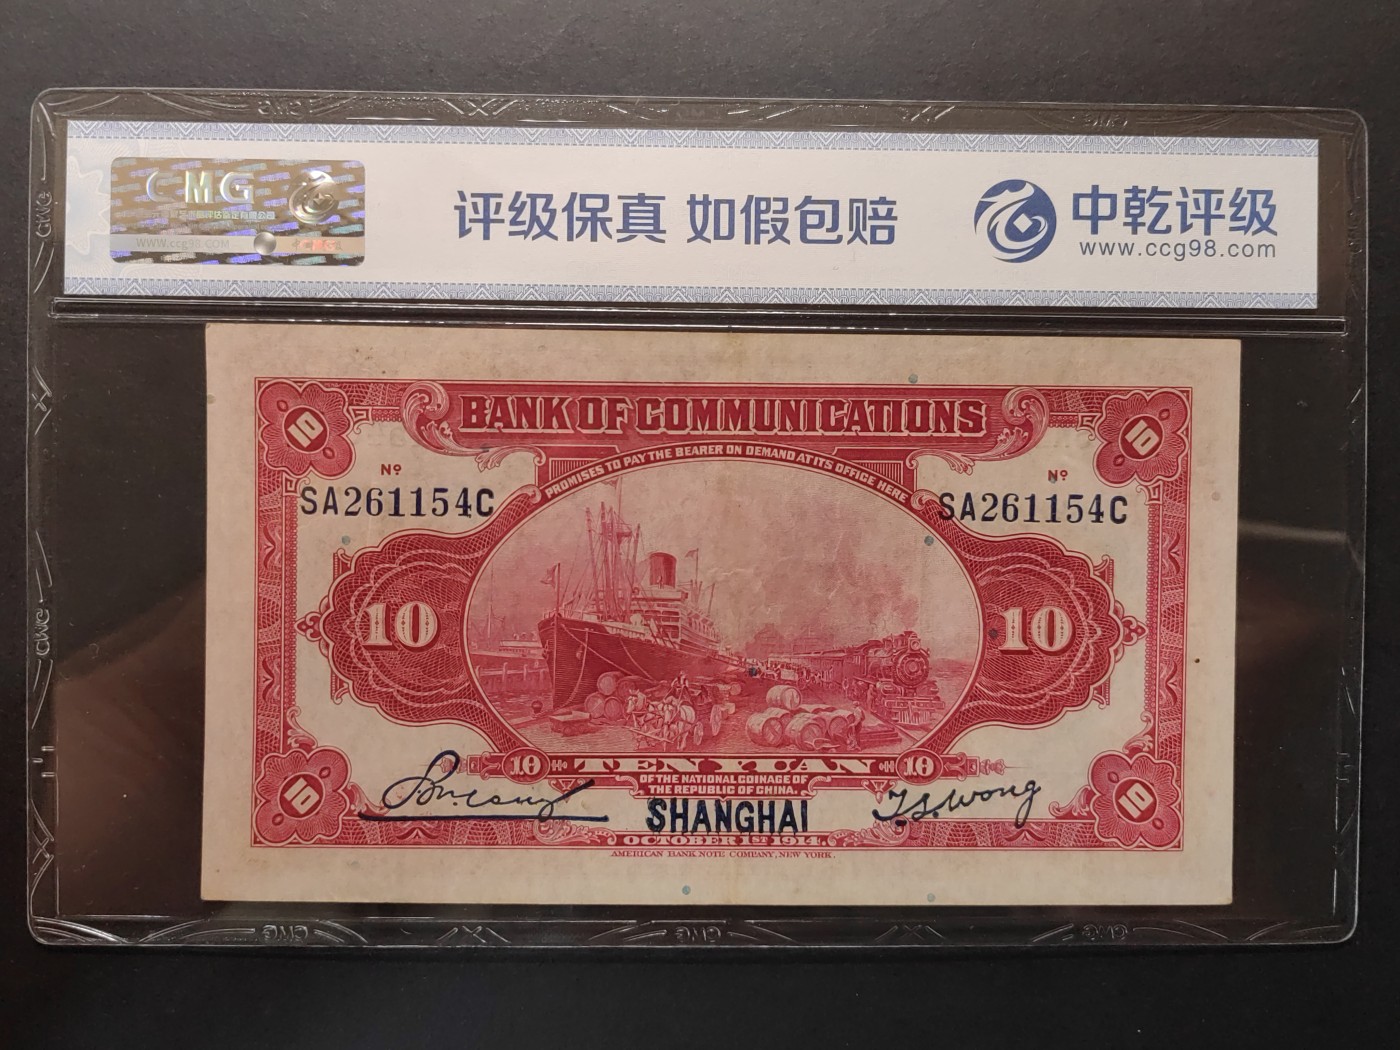 CMG
WWW.ccg98.COM
评级保真 如假包赔
中乾评级
www.ccg98.com
BANK OF COMMUNICATIONS
PROMISES TO PAY THE BEARER ON DEMAND AT ITS OFFICE HERE
10
10
Nº
Nº
SA261154C
SA261154C
10
10
10 TEN YUAN 10
OF THE NATIONAL COINAGE OF
THE REPUBLIC OF CHINA.
T.S. Wong
SHANGHAI
10
10
OCTOBER 1ST 1914.
AMERICAN BANK NOTE COMPANY, NEW YORK.